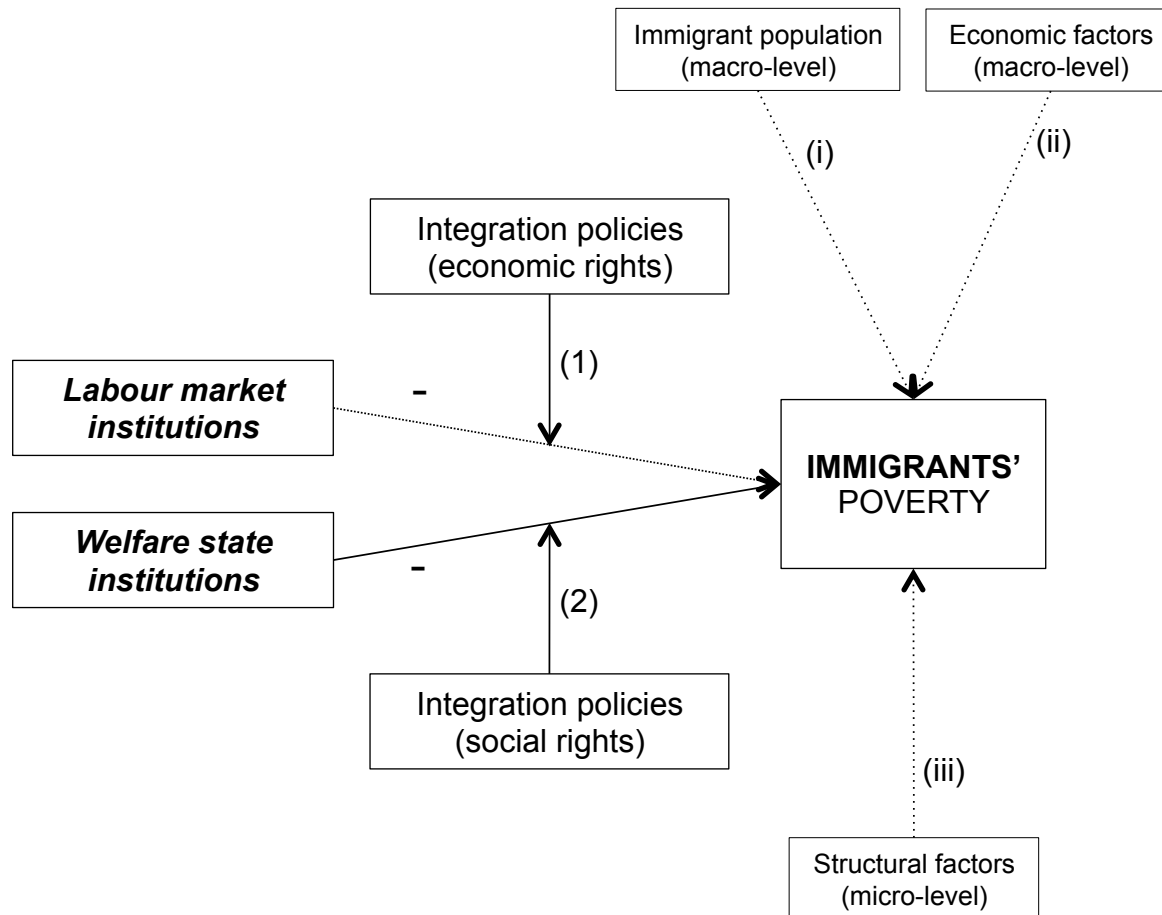 Immigrant population
(macro-level)
Economic factors
(macro-level)
(i)
(ii)
Integration policies
(economic rights)
(1)
Labour market
institutions
-
IMMIGRANTS’
POVERTY
Welfare state
institutions
-
(2)
Integration policies
(social rights)
(iii)
Structural factors
(micro-level)